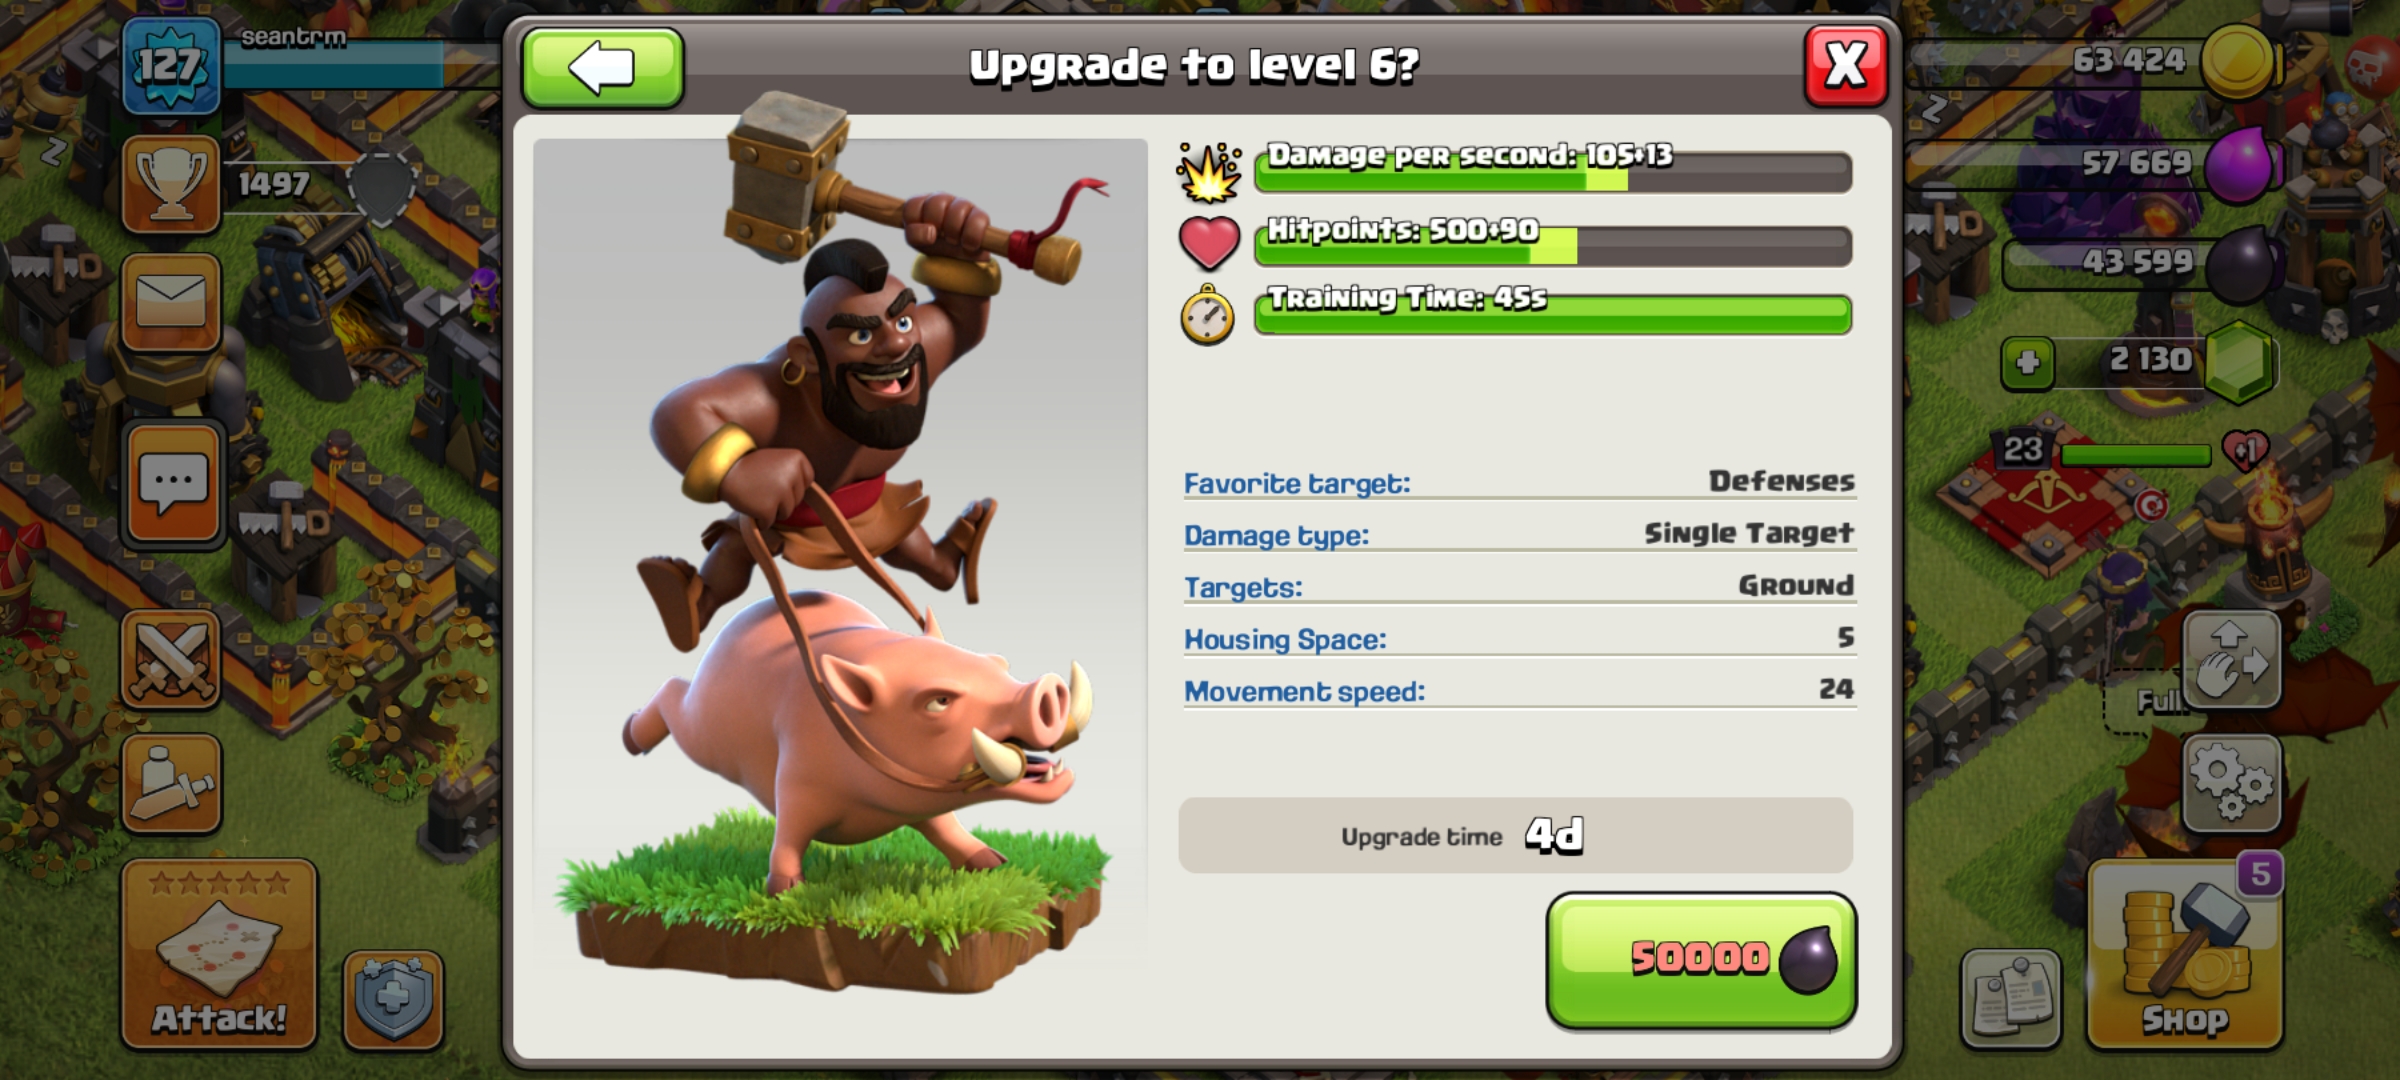 127
seantrm
1497
Attack!
Upgrade to level 6?
X
Damage per second: 105+13
Hitpoints: 500+90
Training Time: 45s
Favorite target: Defenses
Damage type: Single Target
Targets: Ground
Housing Space: 5
Movement speed: 24
Upgrade time 4d
50000
63 424
57 669
43 599
+ 2 130
23 +1
Full
5
Shop
Z
Z